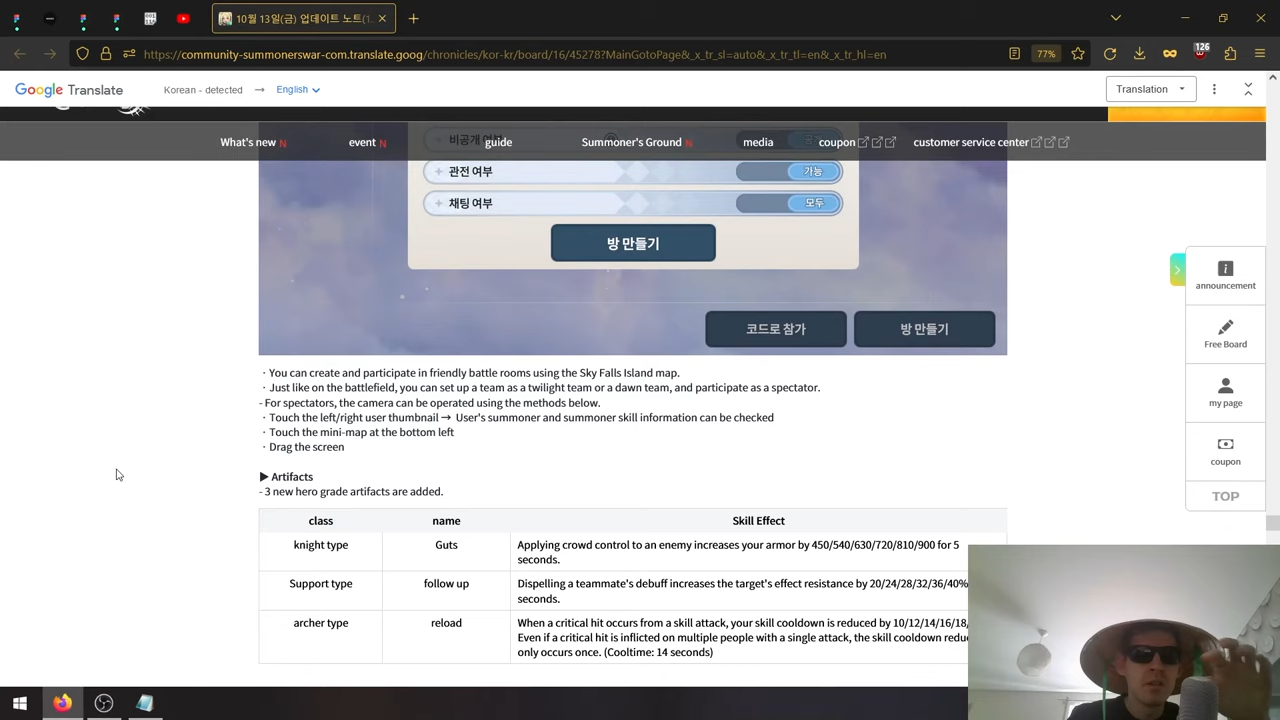 10월 13일(금) 업데이트 노트(1
https://community-summonerswar-com.translate.goog/chronicles/kor-kr/board/16/45278?MainGotoPage&_x_tr_sl=auto&_x_tr_tl=en&_x_tr_hl=en
77%
126
Google Translate
Korean - detected
English
Translation
What's new N
event N
guide
Summoner's Ground N
media
coupon
customer service center
비공개 여부
관전 여부
가능
채팅 여부
모두
방 만들기
코드로 참가
방 만들기
announcement
Free Board
my page
coupon
TOP
· You can create and participate in friendly battle rooms using the Sky Falls Island map.
· Just like on the battlefield, you can set up a team as a twilight team or a dawn team, and participate as a spectator.
- For spectators, the camera can be operated using the methods below.
· Touch the left/right user thumbnail → User's summoner and summoner skill information can be checked
· Touch the mini-map at the bottom left
· Drag the screen
▶ Artifacts
- 3 new hero grade artifacts are added.
class name Skill Effect
knight type Guts Applying crowd control to an enemy increases your armor by 450/540/630/720/810/900 for 5
seconds.
Support type follow up Dispelling a teammate's debuff increases the target's effect resistance by 20/24/28/32/36/40%
seconds.
archer type reload When a critical hit occurs from a skill attack, your skill cooldown is reduced by 10/12/14/16/18/
Even if a critical hit is inflicted on multiple people with a single attack, the skill cooldown redu
only occurs once. (Cooltime: 14 seconds)